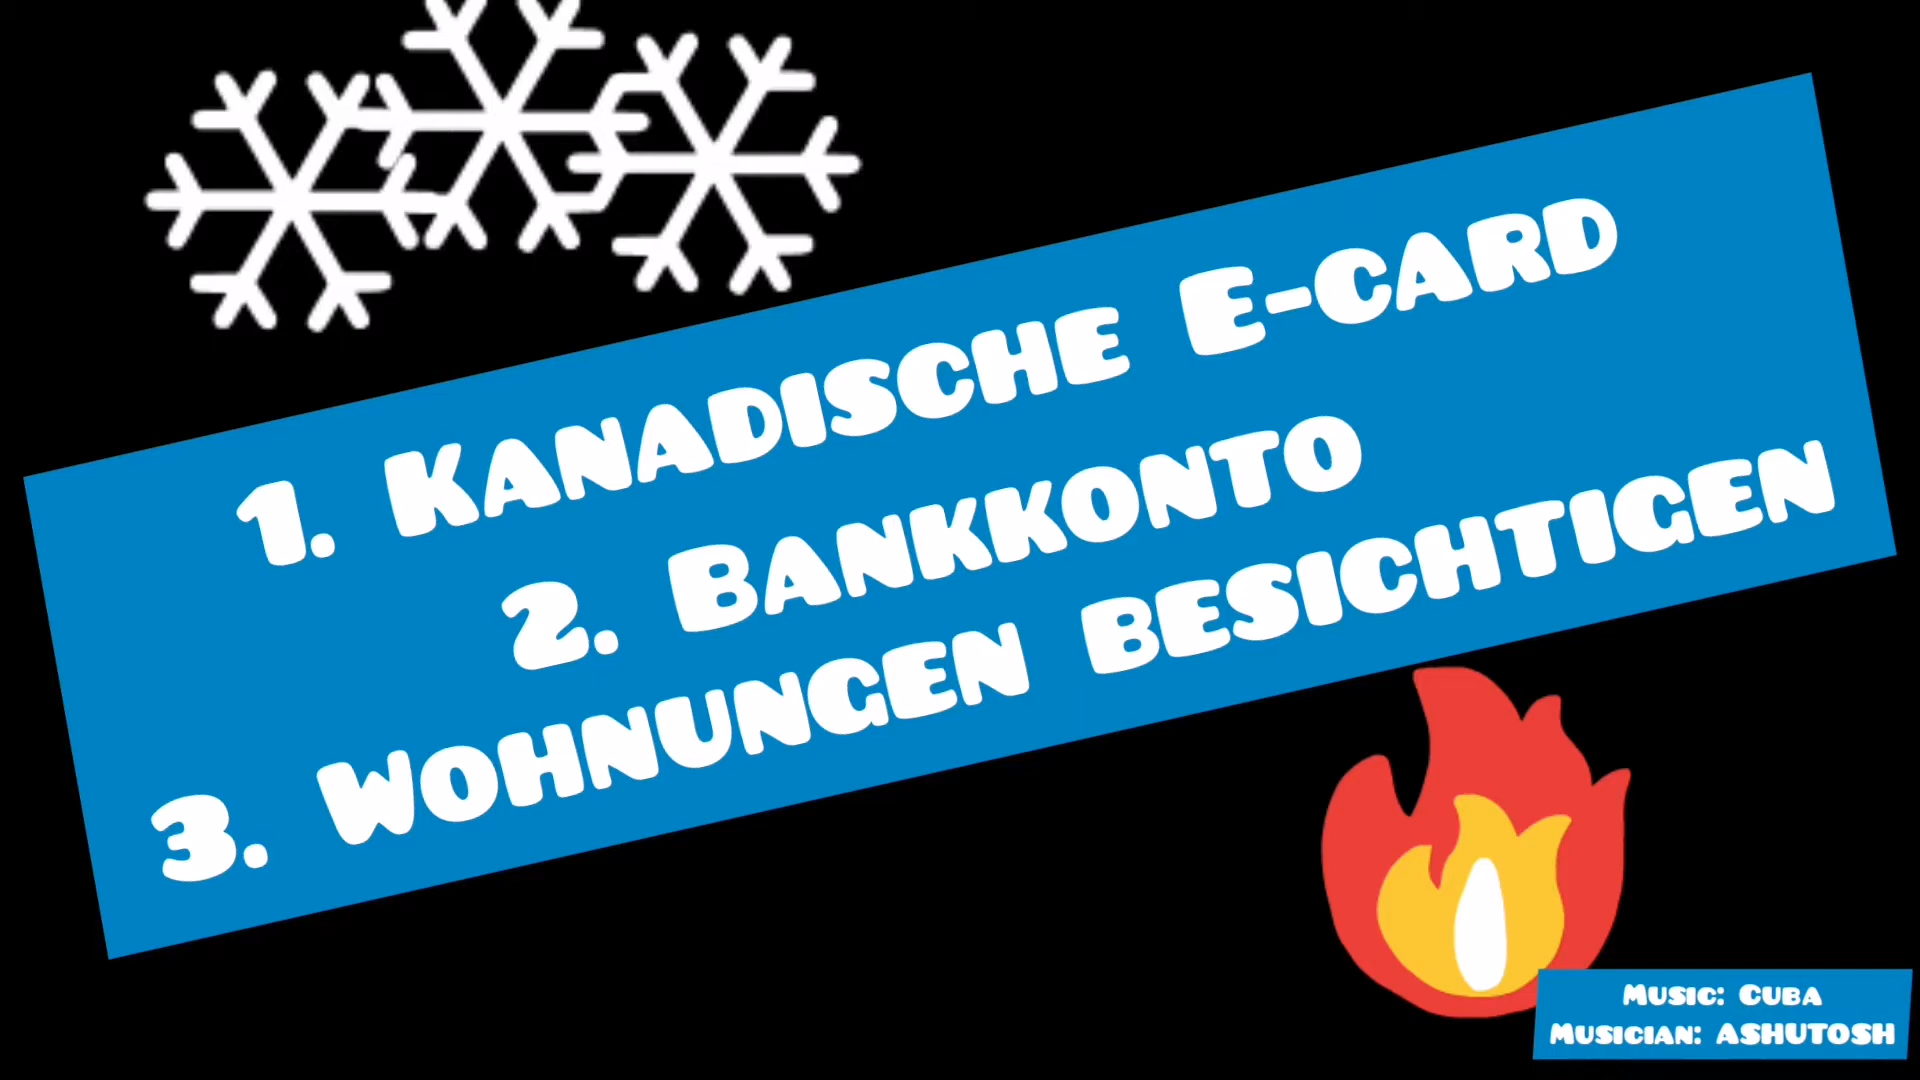 1. Kanadische E-card
2. Bankkonto
3. Wohnungen besichtigen
Music: Cuba
Musician: ASHUTOSH